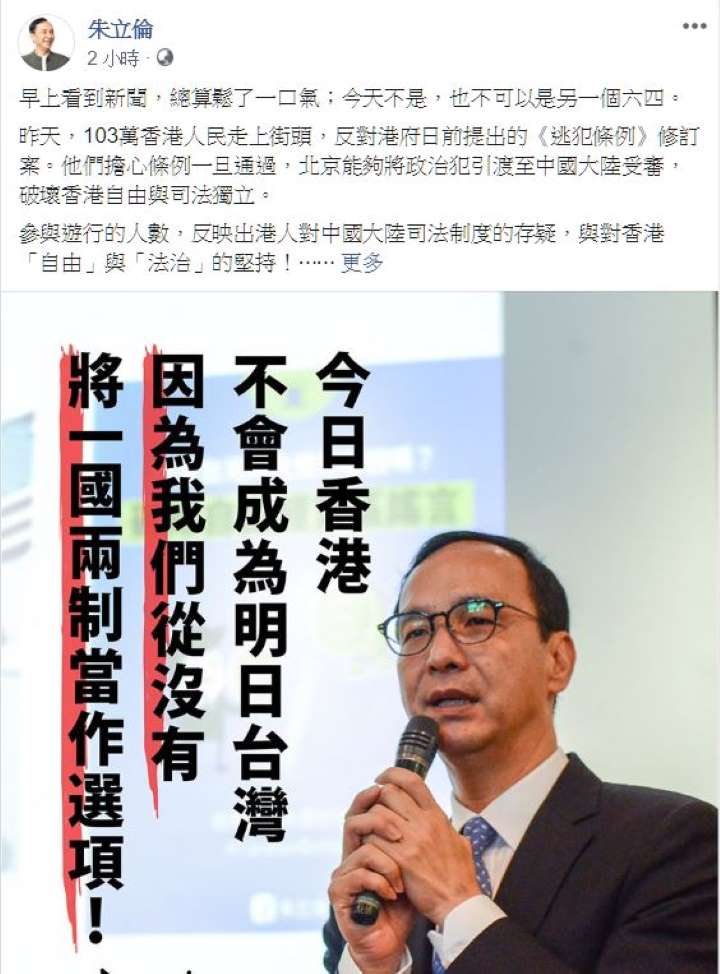 朱立倫
2 小時
早上看到新聞，總算鬆了一口氣；今天不是，也不可以是另一個六四。
昨天，103萬香港人民走上街頭，反對港府日前提出的《逃犯條例》修訂
案。他們擔心條例一旦通過，北京能夠將政治犯引渡至中國大陸受審，
破壞香港自由與司法獨立。
參與遊行的人數，反映出港人對中國大陸司法制度的存疑，與對香港
「自由」與「法治」的堅持！⋯⋯ 更多
今日香港
不會成為明日台灣
因為我們從沒有
將一國兩制當作選項！